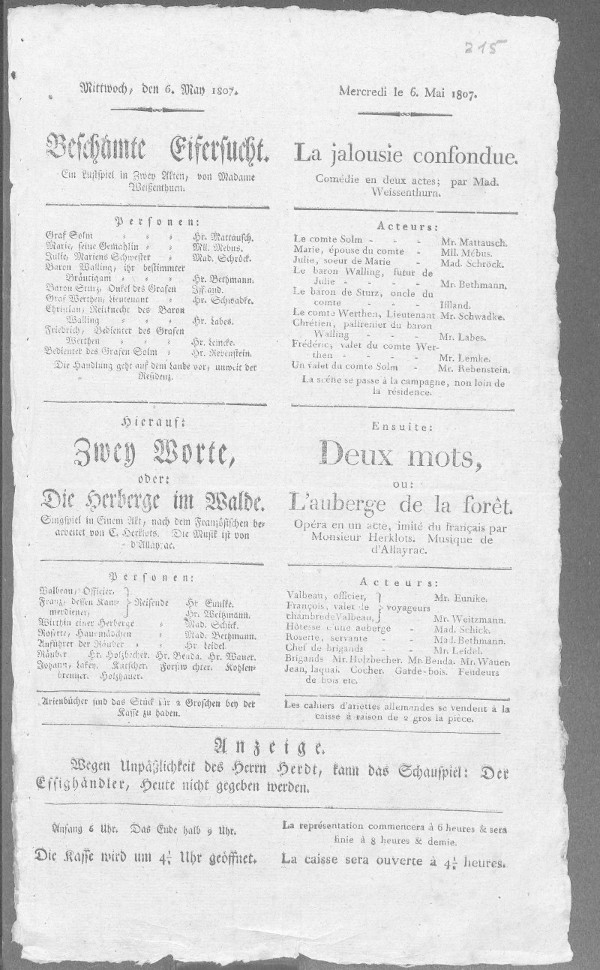 215
Mittwoch, den 6. May 1807.
Beschämte Eifersucht.
Ein Lustspiel in Zwey Akten, von Madame
Weißenthurn.
Personen:
Graf Solm - - - Hr. Mattausch.
Marie, seine Gemahlin - - Mll. Mebus.
Julie, Mariens Schwester - Mad. Schröck.
Baron Walling, ihr bestimmter
Bräutigam - - - Hr. Bethmann.
Baron Sturz, Onkel des Grafen Iffland.
Graf Werthen, Lieutenant - Hr. Schwadke.
Christian, Reitknecht des Baron
Walling - - - Hr. Labes.
Friedrich, Bedienter des Grafen
Werthen - - - Hr. Lemcke.
Bedienter des Grafen Solm - Hr. Rebenstein.
Die Handlung geht auf dem Lande vor, unweit der
Residenz.
Hierauf:
Zwey Worte,
oder:
Die Herberge im Walde.
Singspiel in Einem Akt, nach dem Französischen be-
arbeitet von C. Herklots. Die Musik ist von
d'Allayrac.
Personen:
Valbeau, Officier.
Franz, dessen Kam-
merdiener,
} Reisende Hr. Eunike.
Hr. Weitzmann.
Wirthin einer Herberge - Mad. Schick.
Rosette, Hausmädchen - Mad. Bethmann.
Anführer der Räuber - Hr. Leidel.
Räuber Hr. Holzbecher. Hr. Benda. Hr. Wauer.
Johann, Lakey. Kutscher. Forstwächter. Kohlen-
brenner. Holzhauer.
Arienbücher sind das Stück für 2 Groschen bey der
Kasse zu haben.
Mercredi le 6. Mai 1807.
La jalousie confondue.
Comédie en deux actes; par Mad.
Weissenthurn.
Acteurs:
Le comte Solm - - - Mr. Mattausch.
Marie, épouse du comte - Mll. Mébus.
Julie, soeur de Marie - Mad. Schröck.
Le baron Walling, futur de
Julie - - - - Mr. Bethmann.
Le baron de Sturz, oncle du
comte - - - Iffland.
Le comte Werthen, Lieutenant Mr. Schwadke.
Chrétien, palfrenier du baron
Walling - - - Mr. Labes.
Frédéric, valet du comte Wer-
then - - - Mr. Lemke.
Un valet du comte Solm - Mr. Rebenstein.
La scène se passe à la campagne, non loin de
la résidence.
Ensuite:
Deux mots,
ou:
L'auberge de la forêt.
Opéra en un acte, imité du français par
Monsieur Herklots. Musique de
d'Allayrac.
Acteurs:
Valbeau, officier,
François, valet de
chambre de Valbeau,
} voyageurs
Mr. Eunike.
Mr. Weitzmann.
Hôtesse d'une auberge - Mad. Schick.
Rosette, servante - - Mad. Bethmann.
Chef de brigands - - Mr. Leidel.
Brigands Mr. Holzbecher. Mr. Benda. Mr. Wauer.
Jean, laquai. Cocher. Garde-bois. Fendeurs
de bois etc.
Les cahiers d'ariettes allemandes se vendent à la
caisse à raison de 2 gros la pièce.
Anzeige.
Wegen Unpäßlichkeit des Herrn Herdt, kann das Schauspiel: Der
Essighändler, Heute nicht gegeben werden.
Anfang 6 Uhr. Das Ende halb 9 Uhr.
Die Kasse wird um 4½ Uhr geöffnet.
La représentation commencera à 6 heures & sera
finie à 8 heures & demie.
La caisse sera ouverte à 4½ heures.